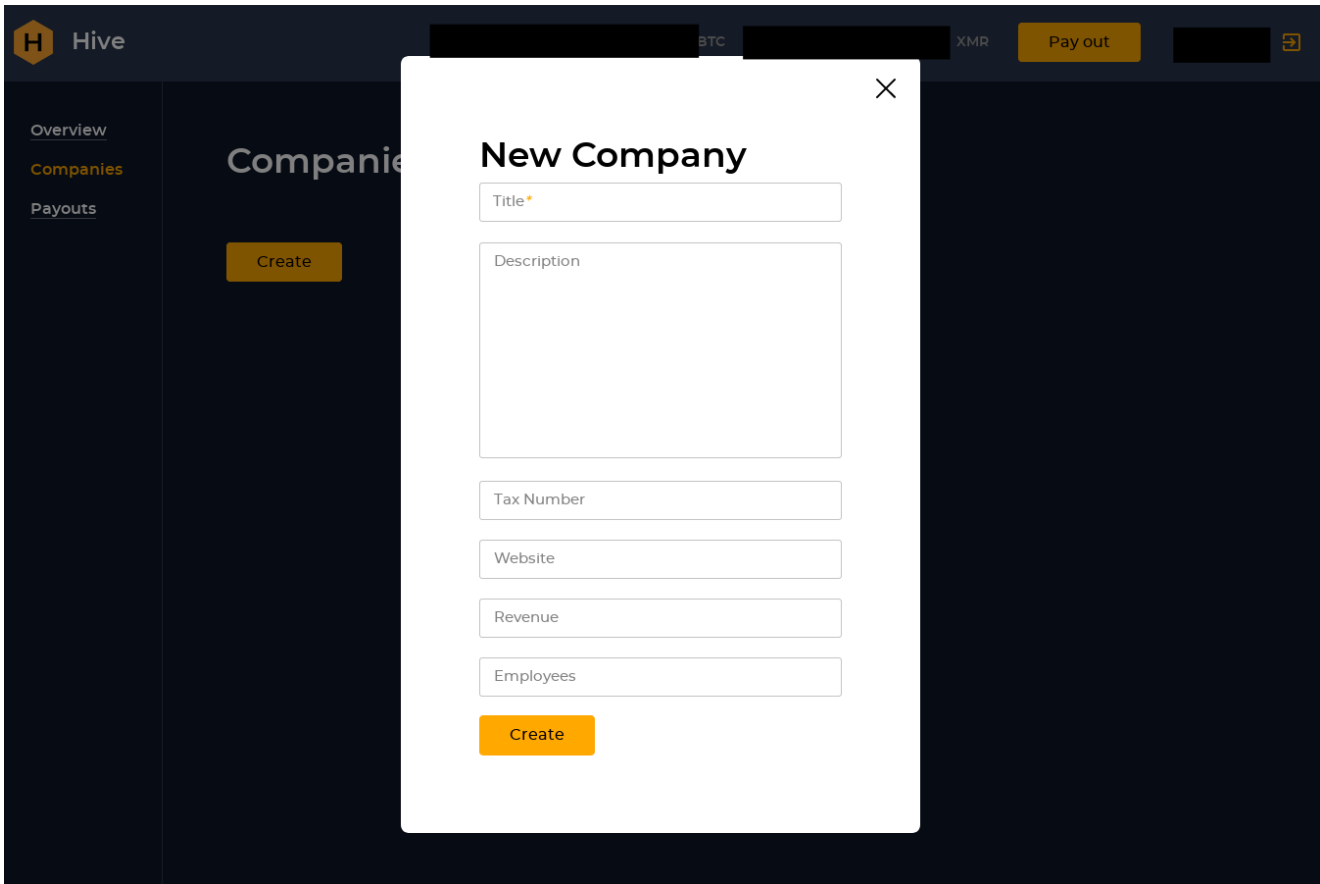 H Hive BTC XMR Pay out
Overview
Companies
Payouts
Companie
Create
New Company
Title*
Description
Tax Number
Website
Revenue
Employees
Create